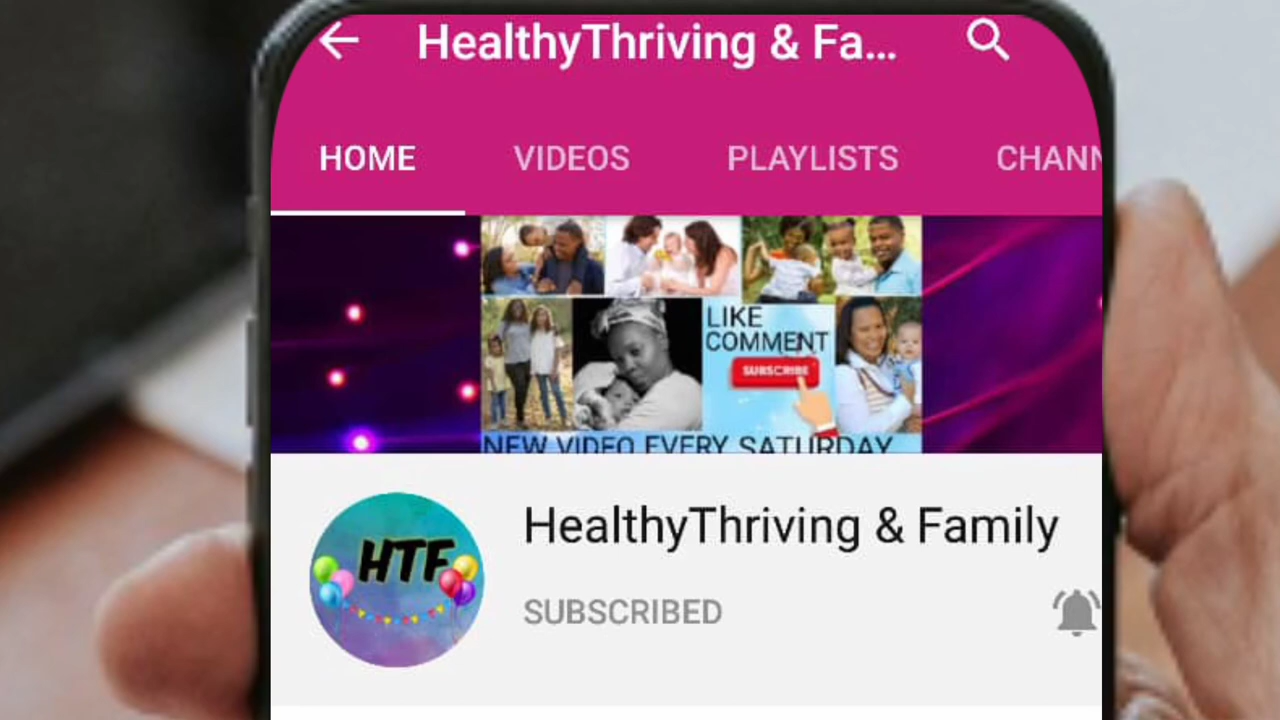 HealthyThriving & Fa...
HOME VIDEOS PLAYLISTS CHANN
LIKE
COMMENT
SUBSCRIBE
NEW VIDEO EVERY SATURDAY
HTF
HealthyThriving & Family
SUBSCRIBED